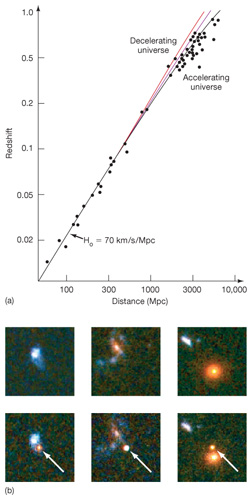 1.0
0.5
0.2
0.1
0.05
0.02
Redshift
Decelerating
universe
Accelerating
universe
H₀ = 70 km/s/Mpc
100
300
1000
3000
10,000
Distance (Mpc)
(a)
(b)